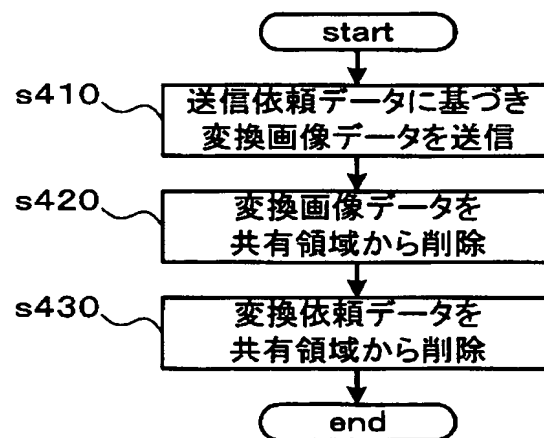 start
s410
送信依頼データに基づき
変換画像データを送信
s420
変換画像データを
共有領域から削除
s430
変換依頼データを
共有領域から削除
end